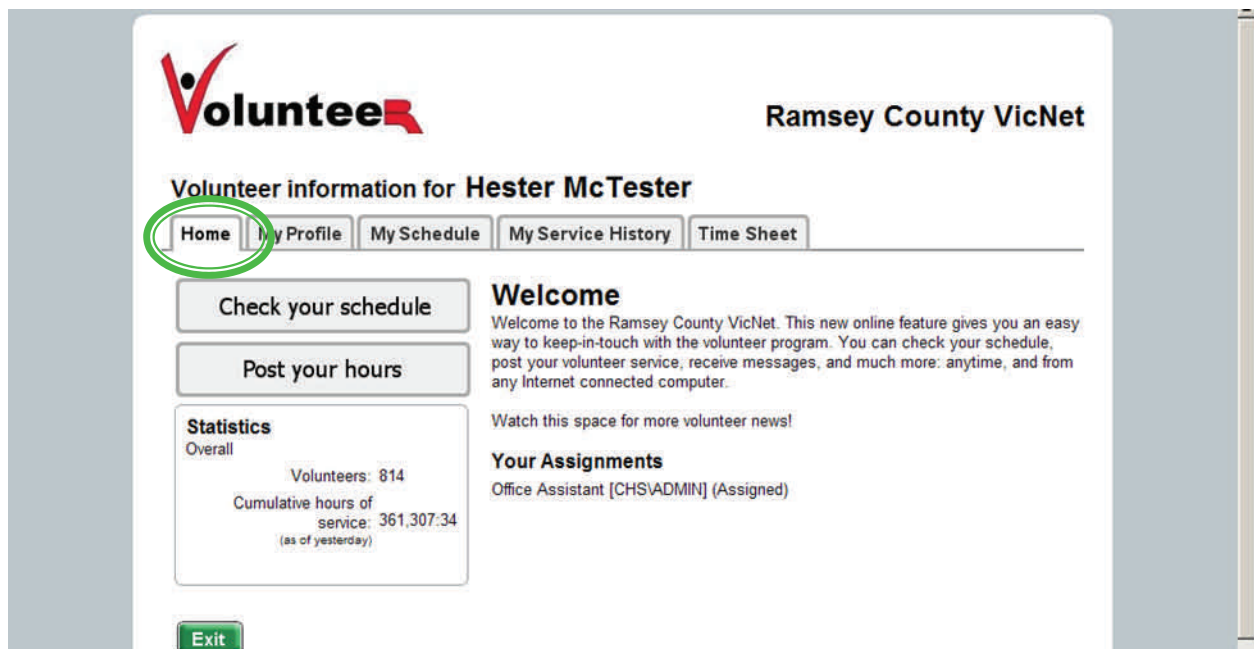 VolunteeR
Ramsey County VicNet
Volunteer information for Hester McTester
Home My Profile My Schedule My Service History Time Sheet
Check your schedule
Post your hours
Statistics
Overall
Volunteers: 814
Cumulative hours of
service: 361,307:34
(as of yesterday)
Welcome
Welcome to the Ramsey County VicNet. This new online feature gives you an easy
way to keep-in-touch with the volunteer program. You can check your schedule,
post your volunteer service, receive messages, and much more: anytime, and from
any Internet connected computer.
Watch this space for more volunteer news!
Your Assignments
Office Assistant [CHS\ADMIN] (Assigned)
Exit